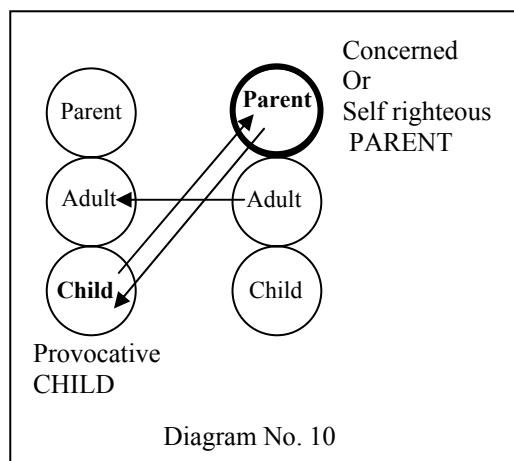 Concerned
Or
Self righteous
PARENT
Parent
Parent
Adult
Adult
Child
Child
Provocative
CHILD
Diagram No. 10